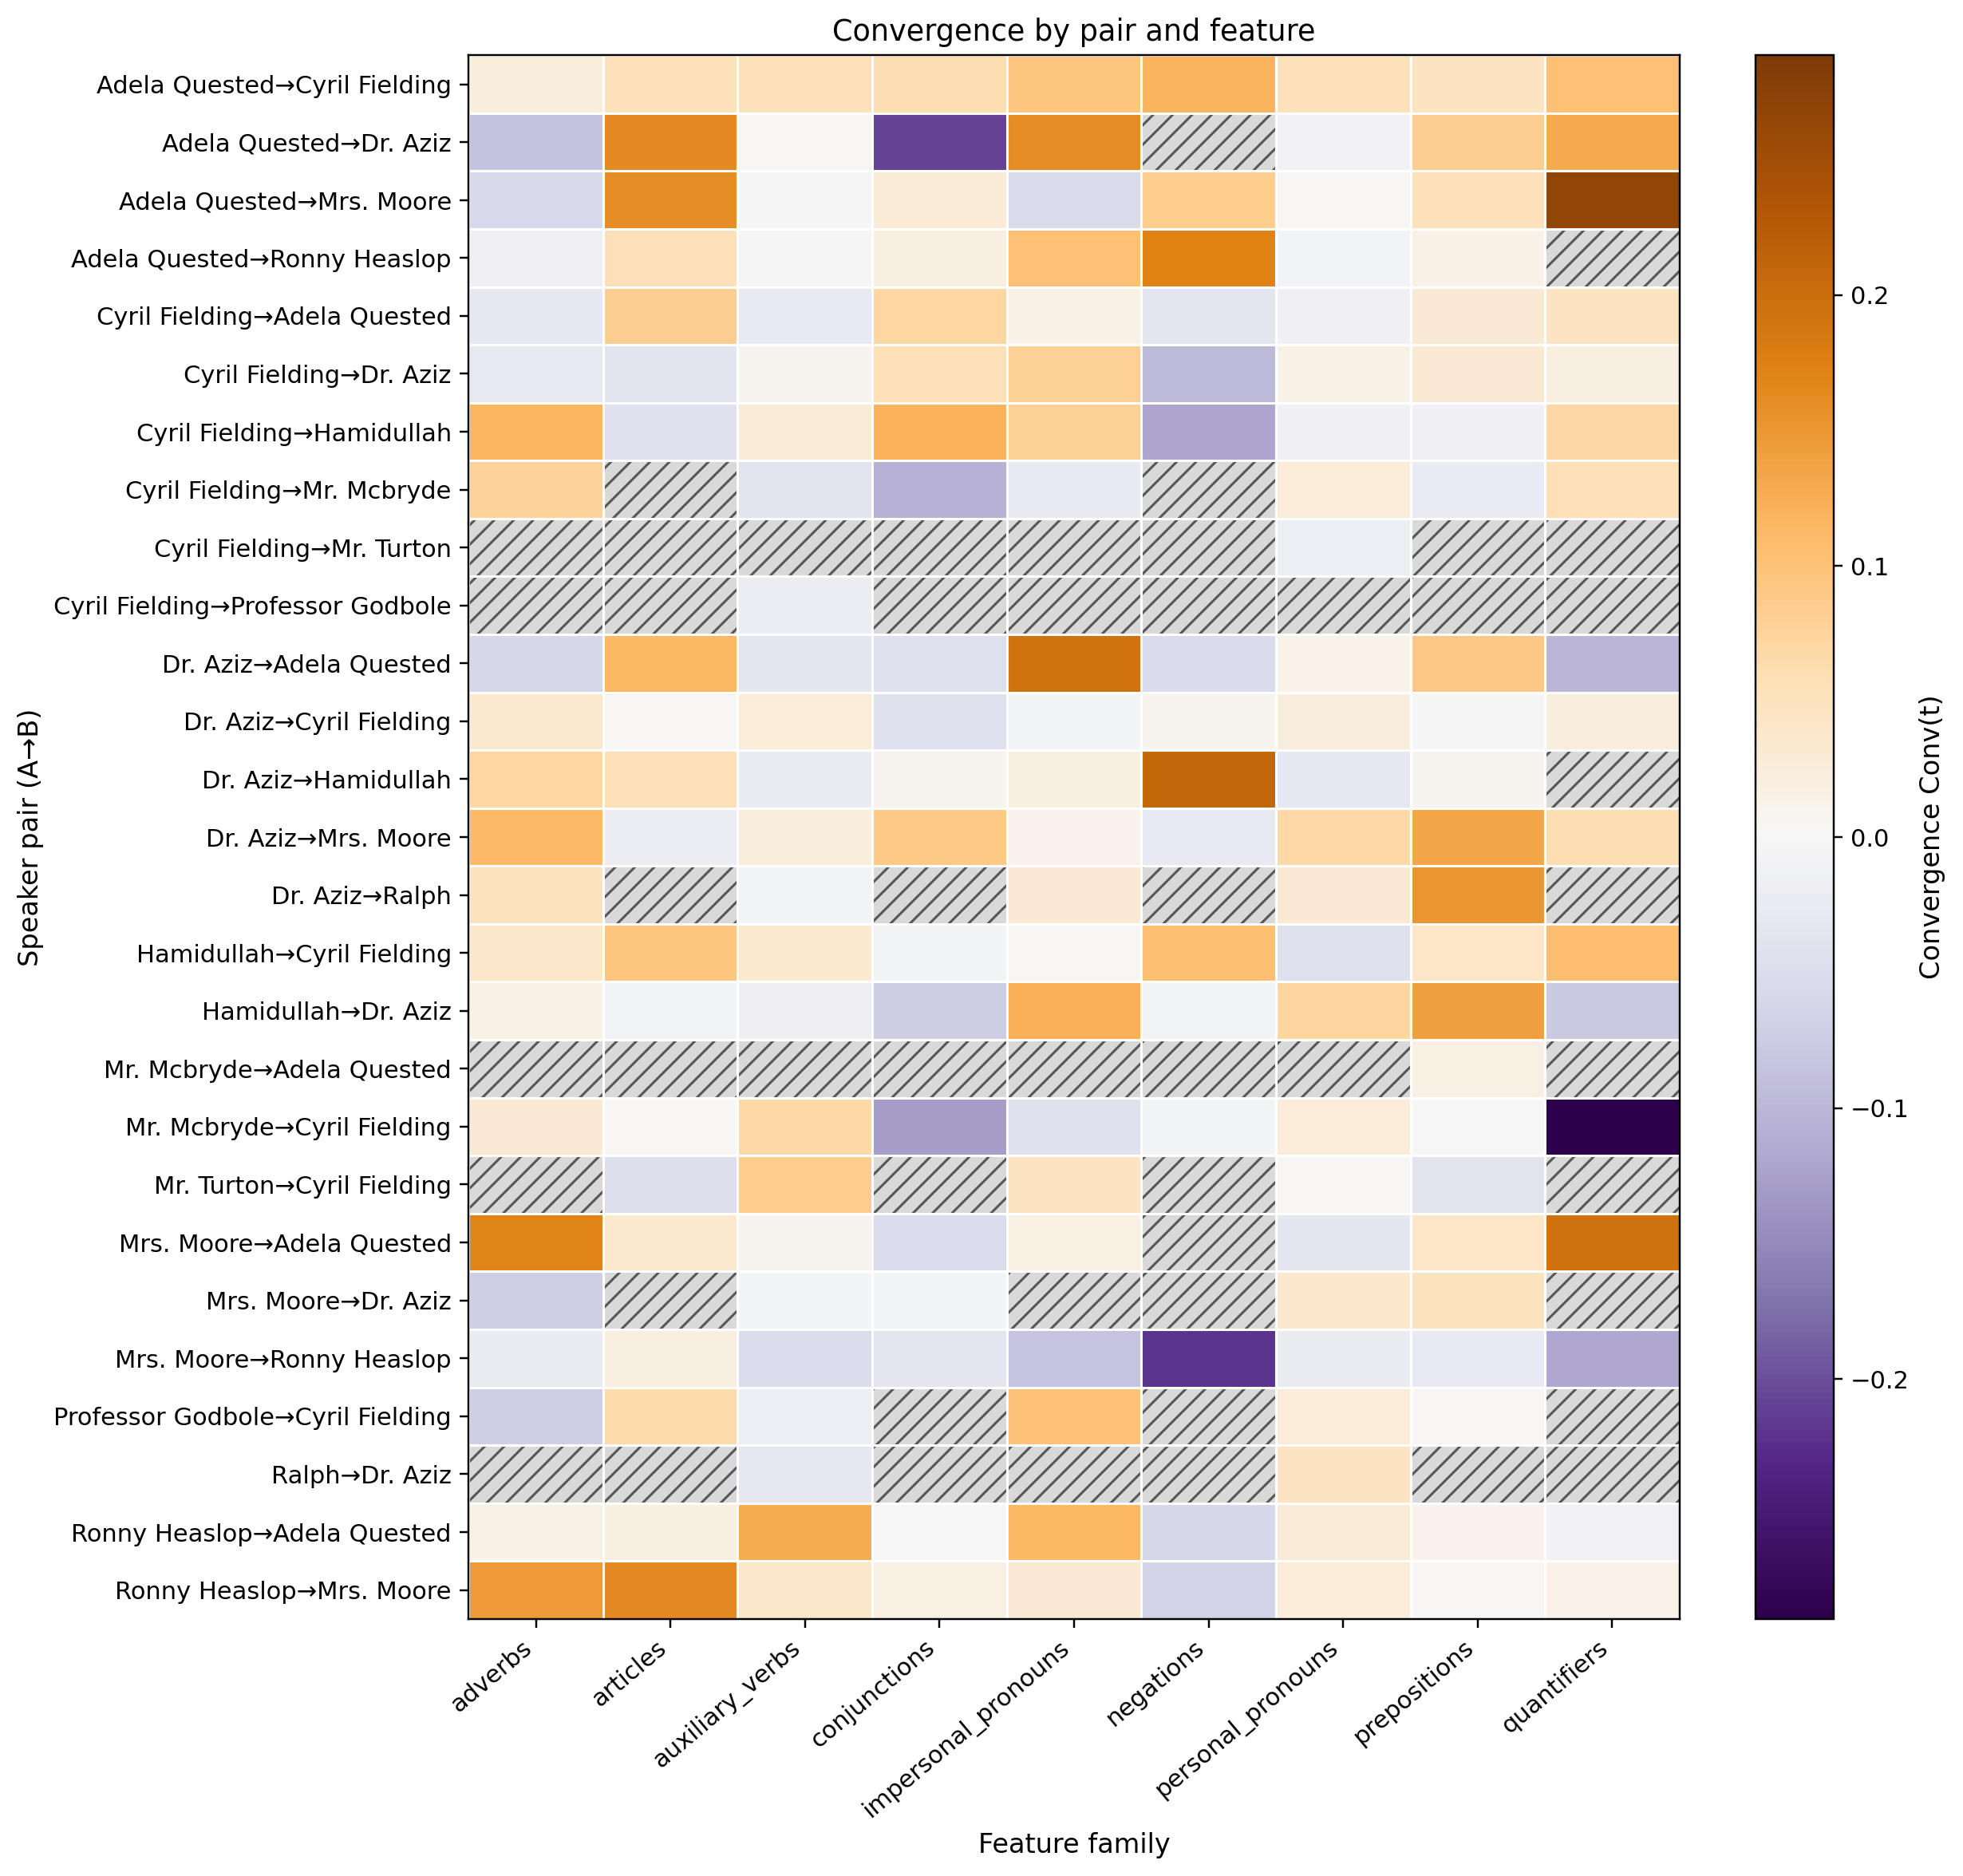 Convergence by pair and feature
Speaker pair (A→B)
Adela Quested→Cyril Fielding
Adela Quested→Dr. Aziz
Adela Quested→Mrs. Moore
Adela Quested→Ronny Heaslop
Cyril Fielding→Adela Quested
Cyril Fielding→Dr. Aziz
Cyril Fielding→Hamidullah
Cyril Fielding→Mr. Mcbryde
Cyril Fielding→Mr. Turton
Cyril Fielding→Professor Godbole
Dr. Aziz→Adela Quested
Dr. Aziz→Cyril Fielding
Dr. Aziz→Hamidullah
Dr. Aziz→Mrs. Moore
Dr. Aziz→Ralph
Hamidullah→Cyril Fielding
Hamidullah→Dr. Aziz
Mr. Mcbryde→Adela Quested
Mr. Mcbryde→Cyril Fielding
Mr. Turton→Cyril Fielding
Mrs. Moore→Adela Quested
Mrs. Moore→Dr. Aziz
Mrs. Moore→Ronny Heaslop
Professor Godbole→Cyril Fielding
Ralph→Dr. Aziz
Ronny Heaslop→Adela Quested
Ronny Heaslop→Mrs. Moore
adverbs
articles
auxiliary_verbs
conjunctions
impersonal_pronouns
negations
personal_pronouns
prepositions
quantifiers
Feature family
0.2
0.1
0.0
−0.1
−0.2
Convergence Conv(t)